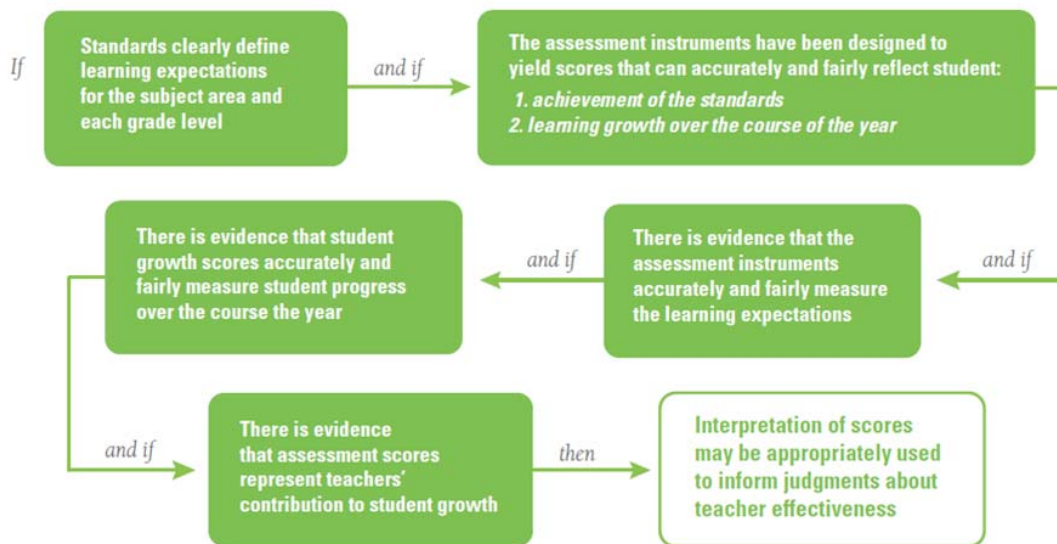 If
Standards clearly define
learning expectations
for the subject area and
each grade level
and if
The assessment instruments have been designed to
yield scores that can accurately and fairly reflect student:
1. achievement of the standards
2. learning growth over the course of the year
and if
There is evidence that the
assessment instruments
accurately and fairly measure
the learning expectations
and if
There is evidence that student
growth scores accurately and
fairly measure student progress
over the course the year
and if
There is evidence
that assessment scores
represent teachers’
contribution to student growth
then
Interpretation of scores
may be appropriately used
to inform judgments about
teacher effectiveness